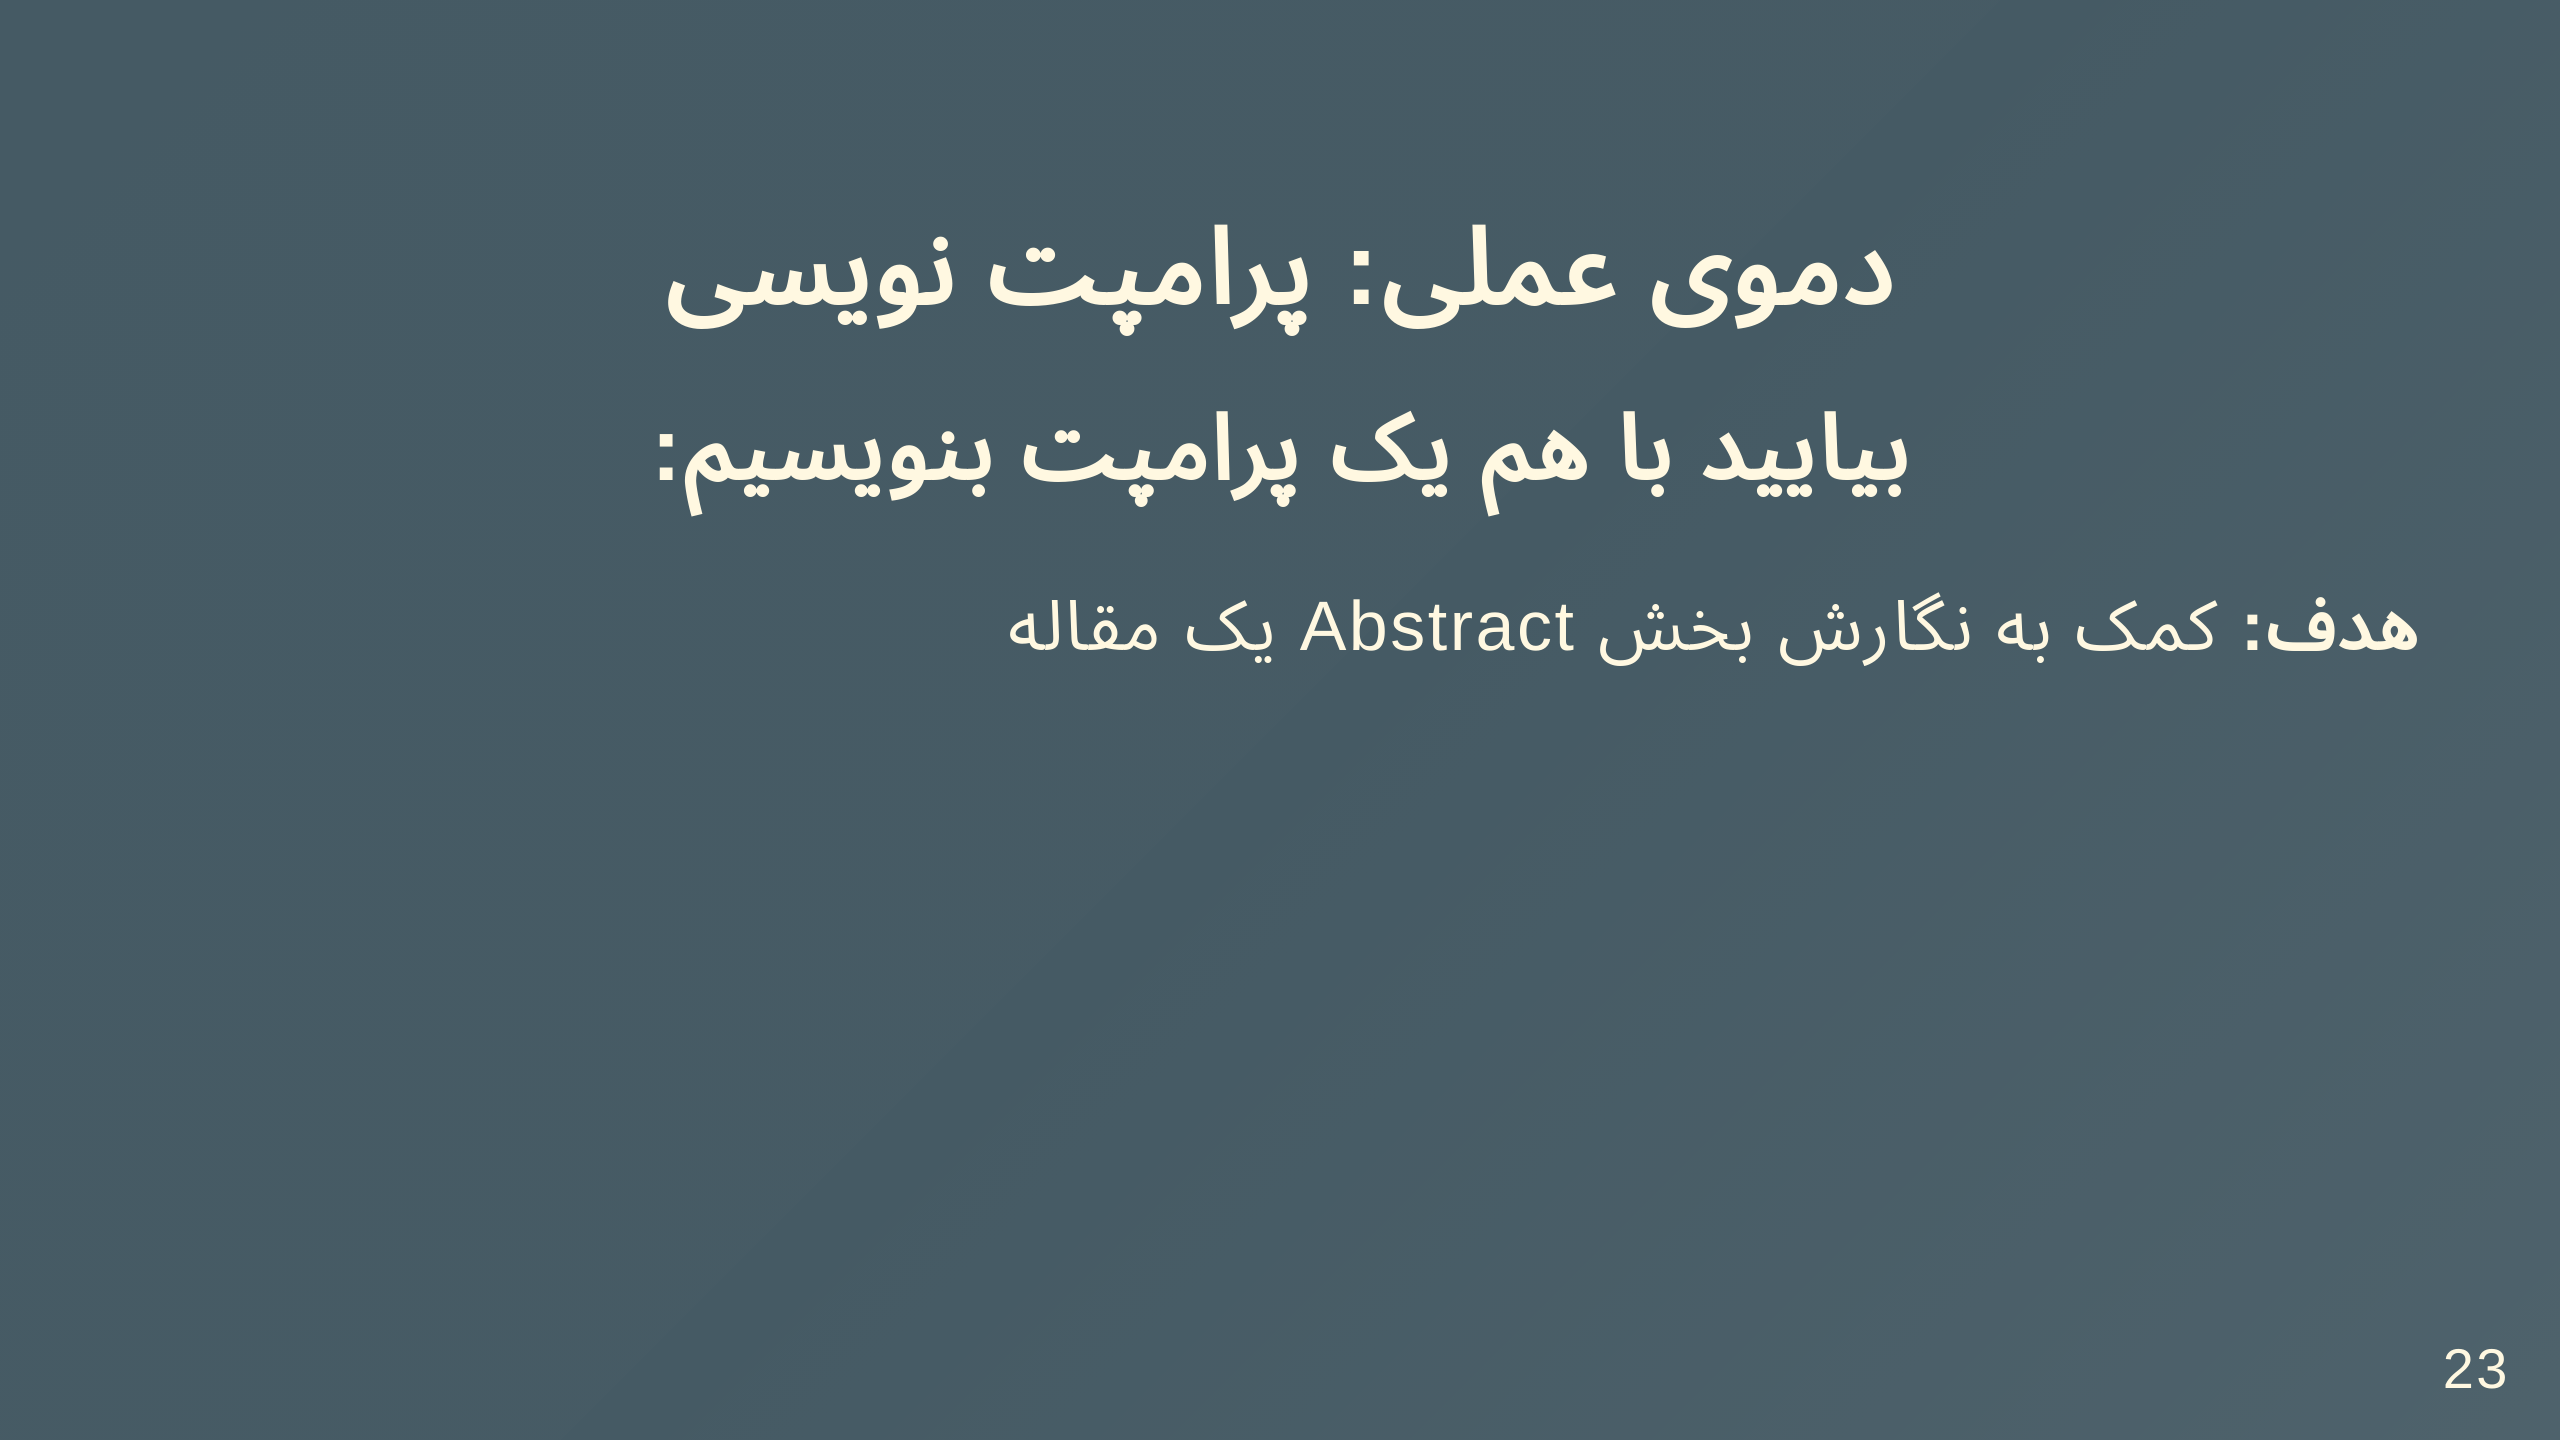 دموی عملی: پرامپت نویسی
بیایید با هم یک پرامپت بنویسیم:
هدف: کمک به نگارش بخش Abstract یک مقاله
23